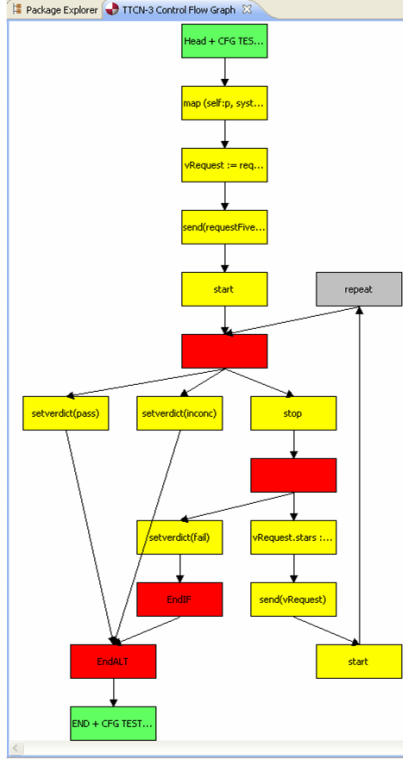 Package Explorer TTCN-3 Control Flow Graph
Head + CFG TES...
map (self:p, syst...
vRequest := req...
send(requestFive...
start
repeat
setverdict(pass)
setverdict(inconc)
stop
setverdict(fail)
vRequest.stars :...
EndIF
send(vRequest)
EndALT
start
END + CFG TEST...